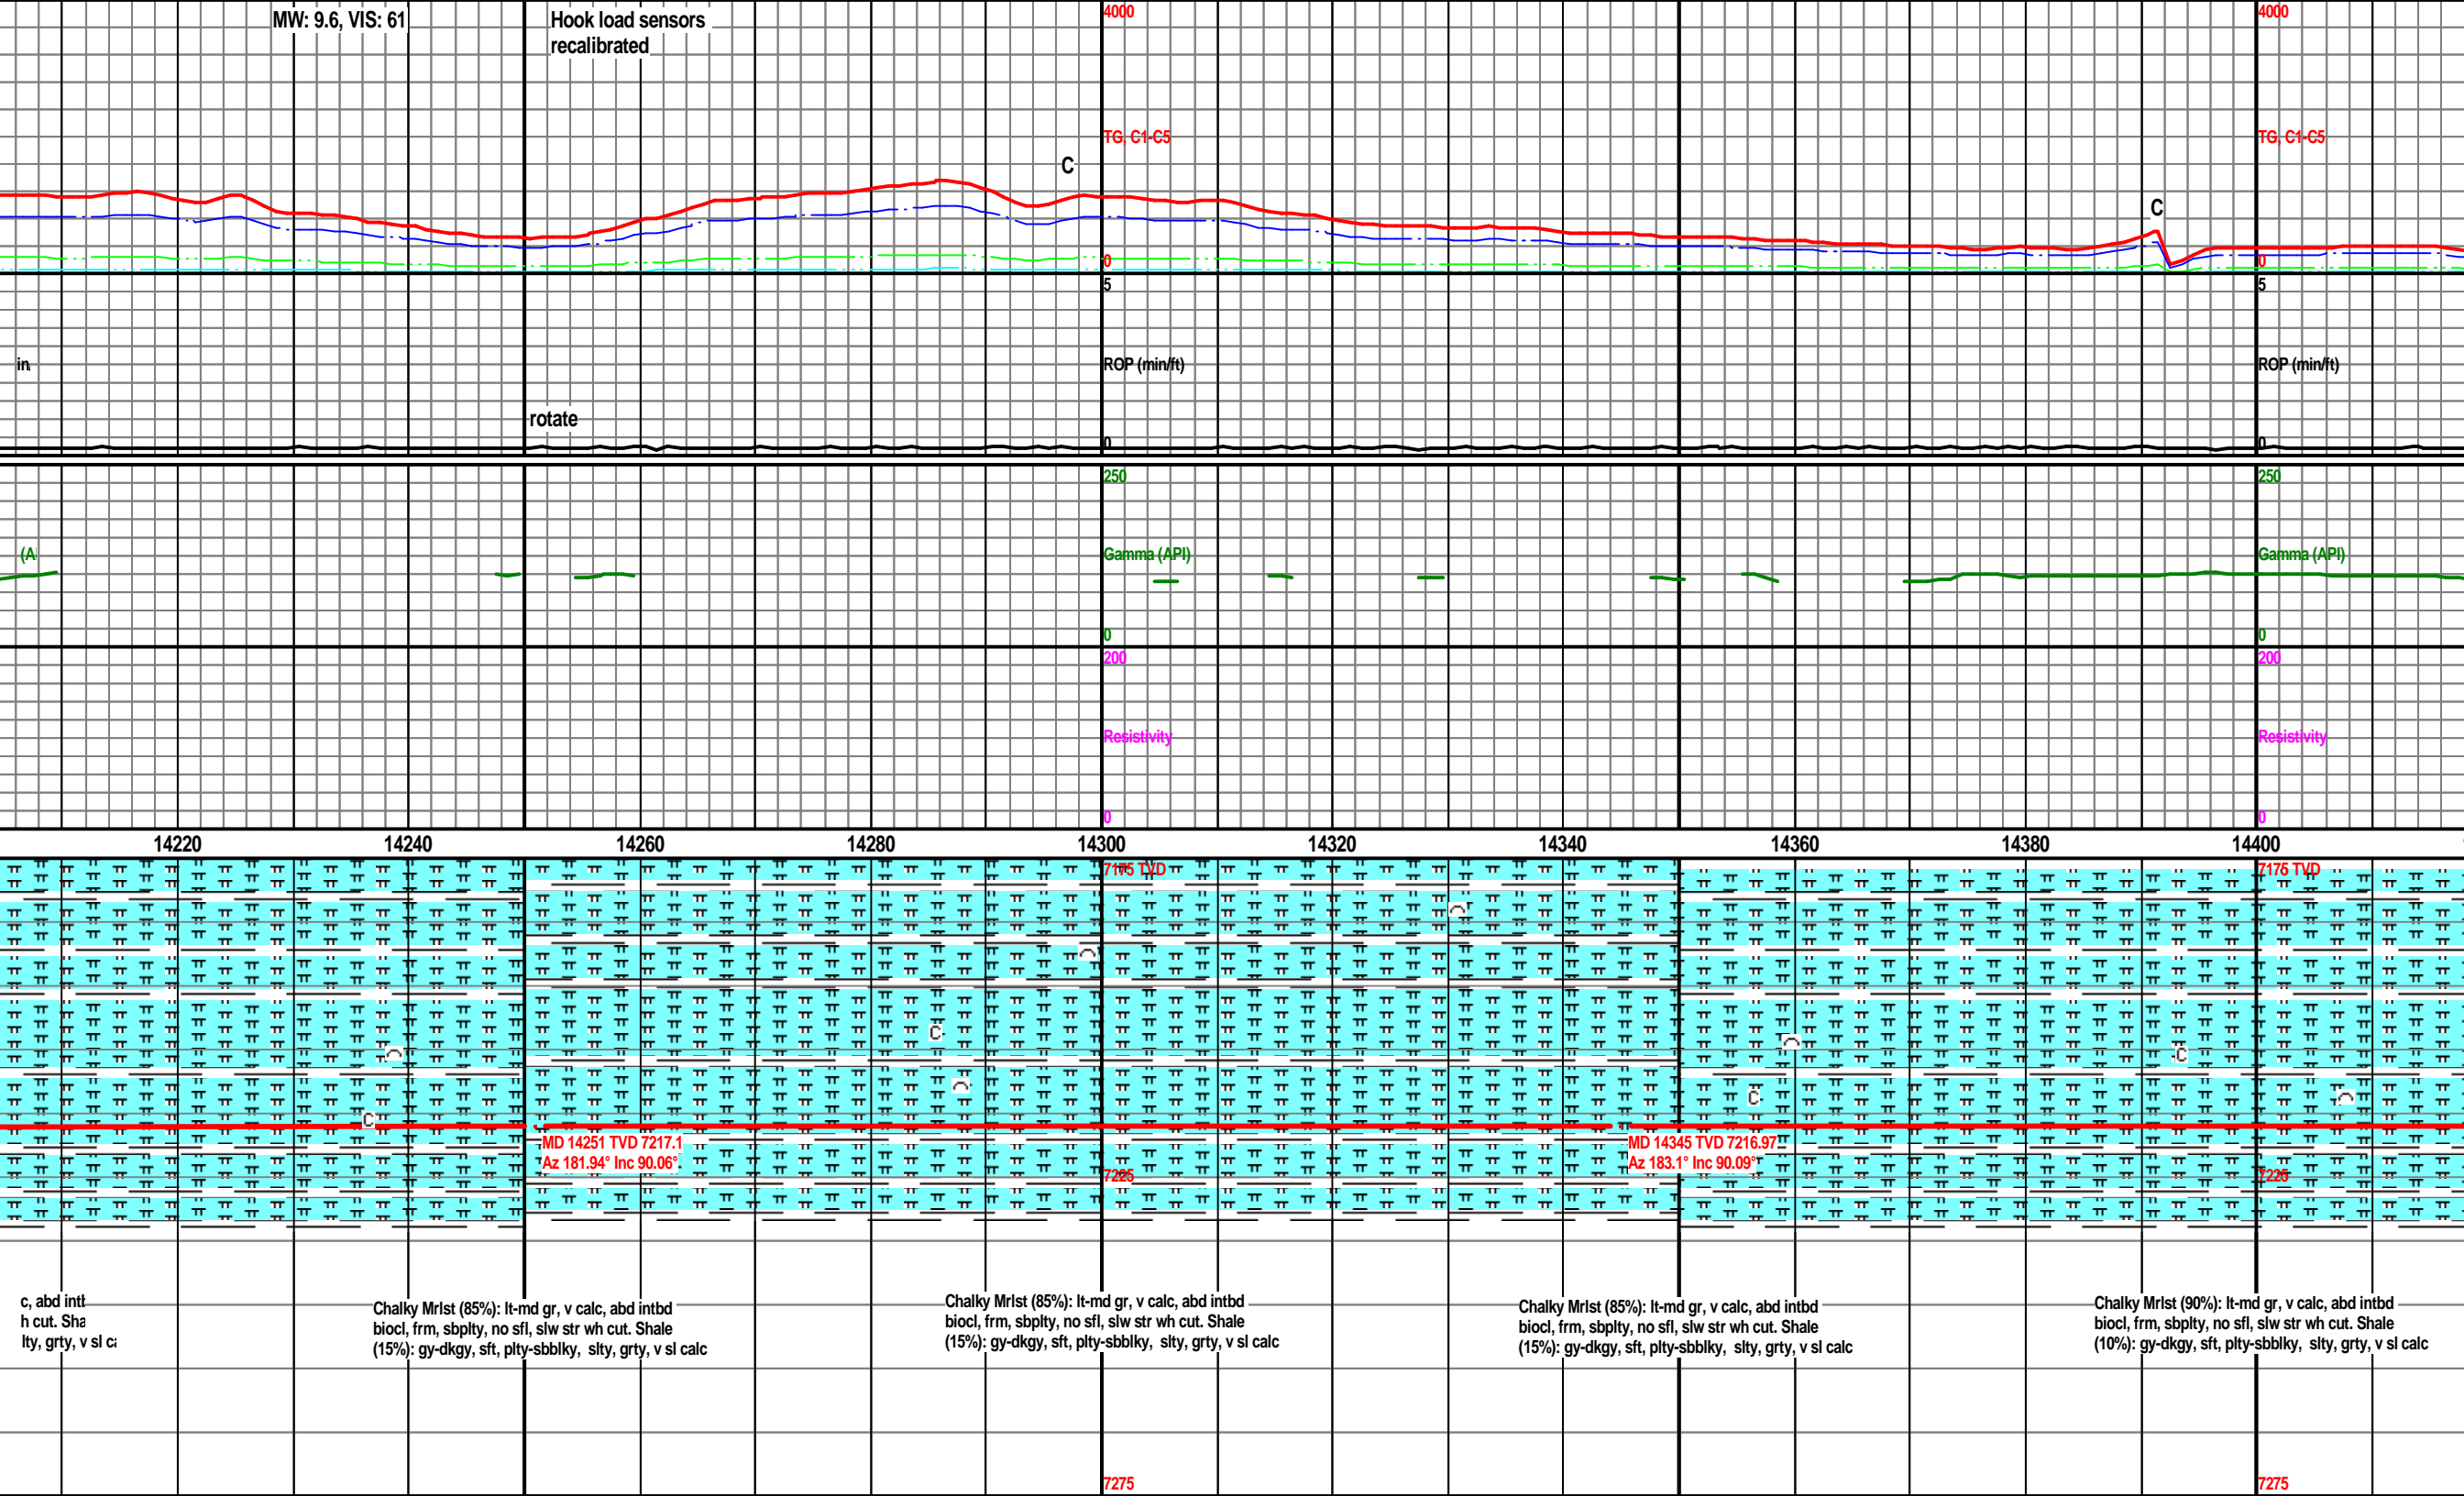 MW: 9.6, VIS: 61
Hook load sensors
recalibrated
4000
4000
TG, C1-C5
TG, C1-C5
C
C
0
0
5
5
in
ROP (min/ft)
ROP (min/ft)
rotate
0
0
250
250
(A
Gamma (API)
Gamma (API)
0
0
200
200
Resistivity
Resistivity
0
0
14220 14240 14260 14280 14300 14320 14340 14360 14380 14400
7175 TVD
7175 TVD
C
C
C
C
MD 14251 TVD 7217.1
Az 181.94° Inc 90.06°
MD 14345 TVD 7216.97
Az 183.1° Inc 90.09°
7225
7225
c, abd intb
h cut. Sha
lty, grty, v sl ca
Chalky Mrlst (85%): lt-md gr, v calc, abd intbd
biocl, frm, sbplty, no sfl, slw str wh cut. Shale
(15%): gy-dkgy, sft, plty-sbblky, slty, grty, v sl calc
Chalky Mrlst (85%): lt-md gr, v calc, abd intbd
biocl, frm, sbplty, no sfl, slw str wh cut. Shale
(15%): gy-dkgy, sft, plty-sbblky, slty, grty, v sl calc
Chalky Mrlst (85%): lt-md gr, v calc, abd intbd
biocl, frm, sbplty, no sfl, slw str wh cut. Shale
(15%): gy-dkgy, sft, plty-sbblky, slty, grty, v sl calc
Chalky Mrlst (90%): lt-md gr, v calc, abd intbd
biocl, frm, sbplty, no sfl, slw str wh cut. Shale
(10%): gy-dkgy, sft, plty-sbblky, slty, grty, v sl calc
7275
7275